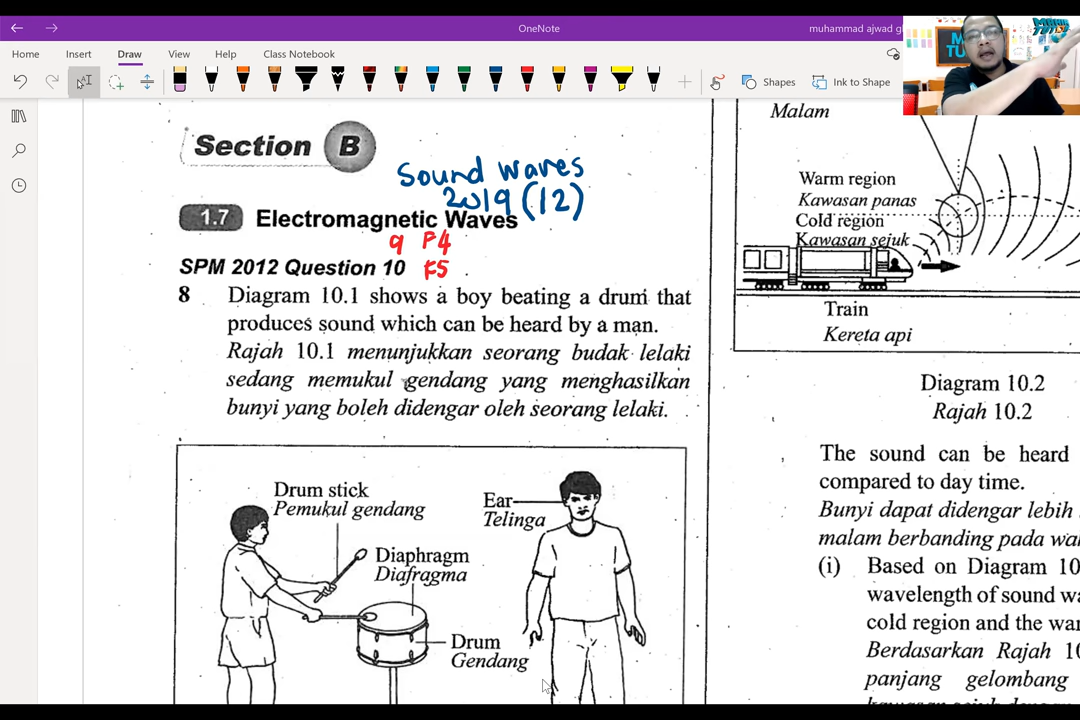 OneNote
muhammad ajwad
Home
Insert
Draw
View
Help
Class Notebook
Shapes
Ink to Shape
Section B
Sound waves
2019 (12)
1.7 Electromagnetic Waves
9 P4
F5
SPM 2012 Question 10
8 Diagram 10.1 shows a boy beating a drum that
produces sound which can be heard by a man.
Rajah 10.1 menunjukkan seorang budak lelaki
sedang memukul gendang yang menghasilkan
bunyi yang boleh didengar oleh seorang lelaki.
Drum stick
Pemukul gendang
Diaphragm
Diafragma
Drum
Gendang
Ear
Telinga
Malam
Warm region
Kawasan panas
Cold region
Kawasan sejuk
Train
Kereta api
Diagram 10.2
Rajah 10.2
The sound can be heard
compared to day time.
Bunyi dapat didengar lebih
malam berbanding pada
(i) Based on Diagram 10
wavelength of sound
cold region and the
Berdasarkan Rajah
panjang gelombang